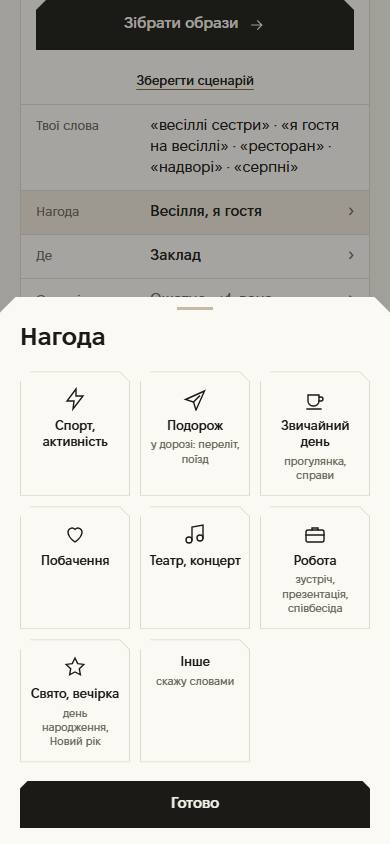 Зібрати образи →
Зберегти сценарій
Твої слова
«весіллі сестри» · «я гостя
на весіллі» · «ресторан» ·
«надворі» · «серпні»
Нагода
Весілля, я гостя
Де
Заклад
Нагода
Спорт,
активність
Подорож
у дорозі: переліт,
поїзд
Звичайний
день
прогулянка,
справи
Побачення
Театр, концерт
Робота
зустріч,
презентація,
співбесіда
Свято, вечірка
день
народження,
Новий рік
Інше
скажу словами
Готово